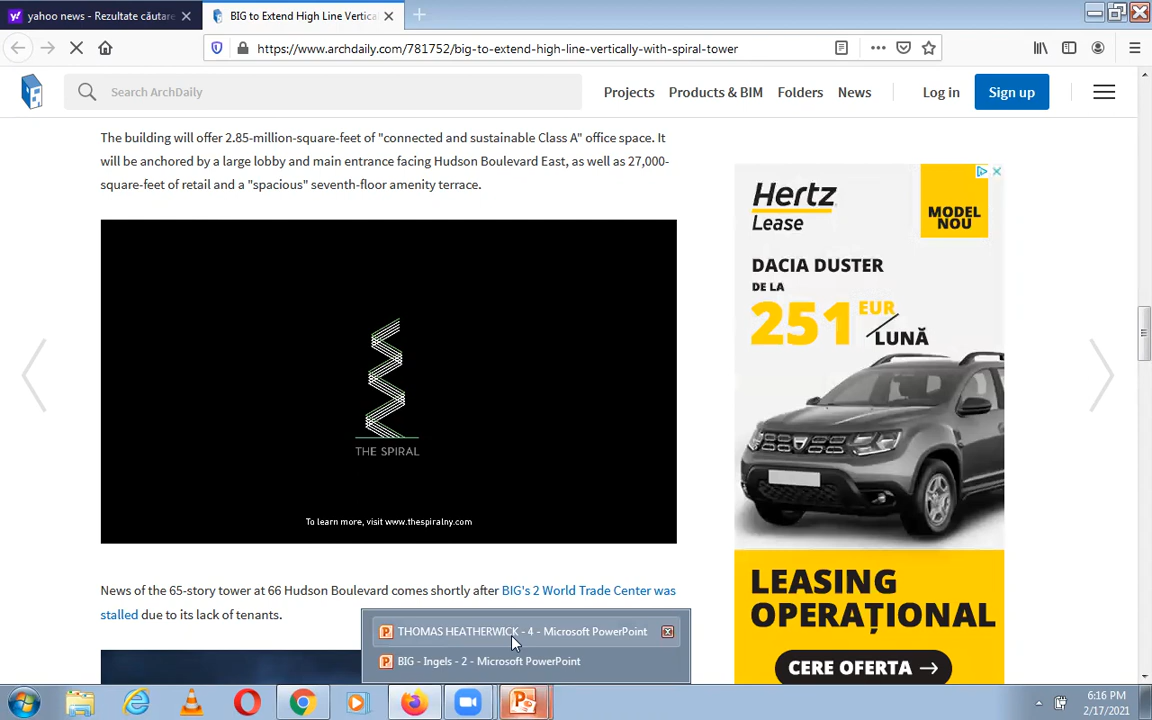 yahoo news - Rezultate căutare
BIG to Extend High Line Vertica
https://www.archdaily.com/781752/big-to-extend-high-line-vertically-with-spiral-tower
Search ArchDaily
Projects
Products & BIM
Folders
News
Log in
Sign up
The building will offer 2.85-million-square-feet of "connected and sustainable Class A" office space. It
will be anchored by a large lobby and main entrance facing Hudson Boulevard East, as well as 27,000-
square-feet of retail and a "spacious" seventh-floor amenity terrace.
THE SPIRAL
To learn more, visit www.thespiralny.com
News of the 65-story tower at 66 Hudson Boulevard comes shortly after BIG's 2 World Trade Center was
stalled due to its lack of tenants.
Hertz
Lease
MODEL
NOU
DACIA DUSTER
DE LA
251 EUR / LUNĂ
LEASING
OPERAȚIONAL
CERE OFERTA →
THOMAS HEATHERWICK - 4 - Microsoft PowerPoint
BIG - Ingels - 2 - Microsoft PowerPoint
6:16 PM
2/17/2021